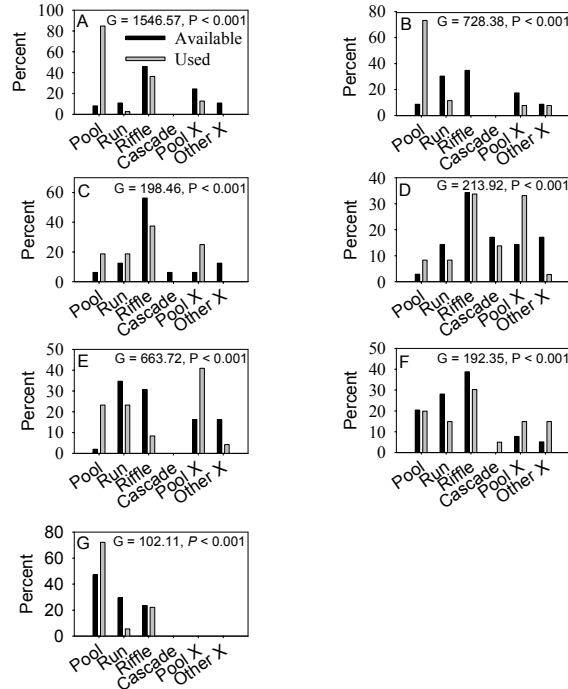 A G = 1546.57, P < 0.001
Available
Used
Percent
100
80
60
40
20
0
Pool
Run
Riffle
Cascade
Pool X
Other X
B G = 728.38, P < 0.001
Percent
80
60
40
20
0
Pool
Run
Riffle
Cascade
Pool X
Other X
C G = 198.46, P < 0.001
Percent
60
40
20
0
Pool
Run
Riffle
Cascade
Pool X
Other X
D G = 213.92, P < 0.001
Percent
40
30
20
10
0
Pool
Run
Riffle
Cascade
Pool X
Other X
E G = 663.72, P < 0.001
Percent
50
40
30
20
10
0
Pool
Run
Riffle
Cascade
Pool X
Other X
F G = 192.35, P < 0.001
Percent
50
40
30
20
10
0
Pool
Run
Riffle
Cascade
Pool X
Other X
G G = 102.11, P < 0.001
Percent
80
60
40
20
0
Pool
Run
Riffle
Cascade
Pool X
Other X